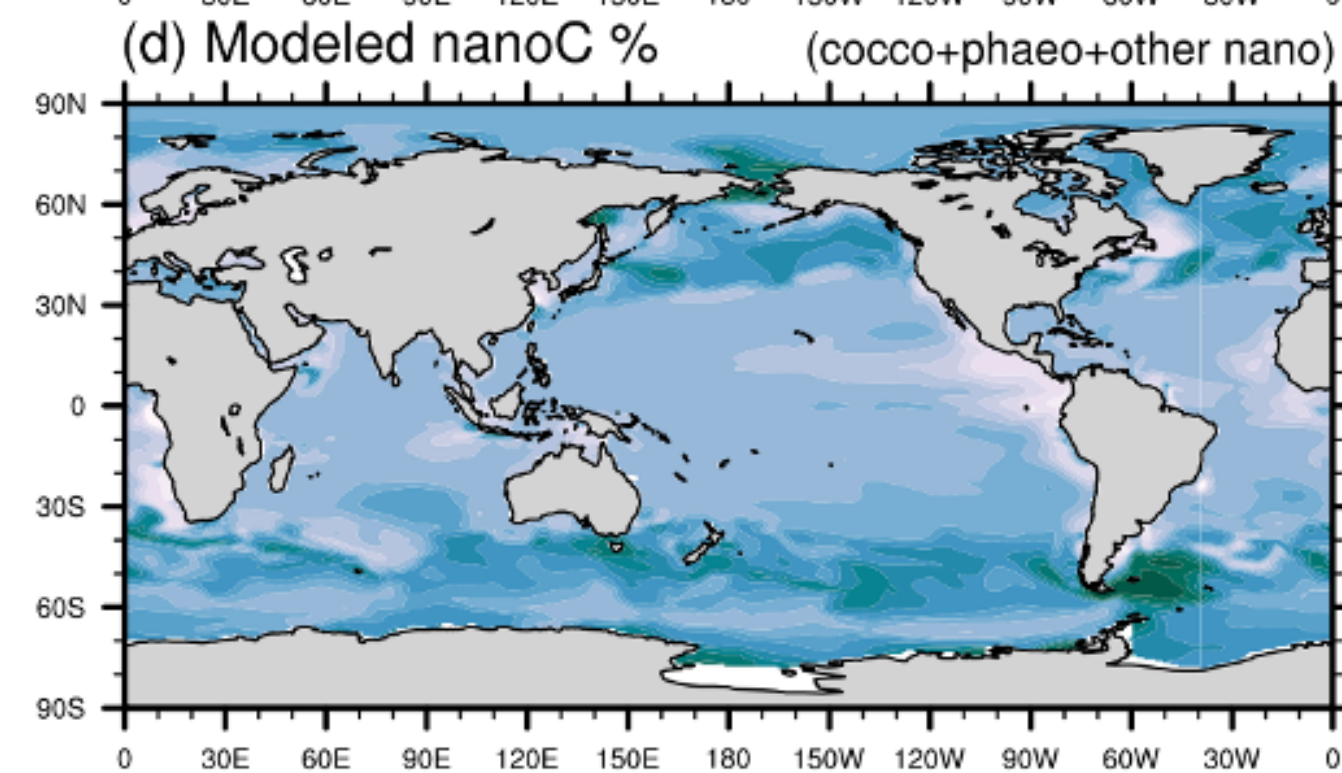 (d) Modeled nanoC % (cocco+phaeo+other nano)
90N
60N
30N
0
30S
60S
90S
0 30E 60E 90E 120E 150E 180 150W 120W 90W 60W 30W 0